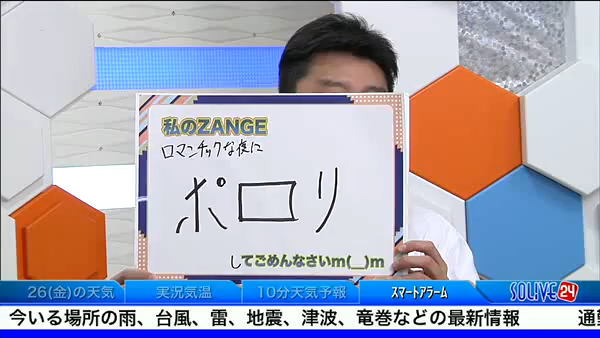 私のZANGE
ロマンチックな夜に
ポロリ
してごめんなさいm(__)m
26(金)の天気 実況気温 10分天気予報 スマートアラーム SOLiVE24
今いる場所の雨、台風、雷、地震、津波、竜巻などの最新情報 通勤